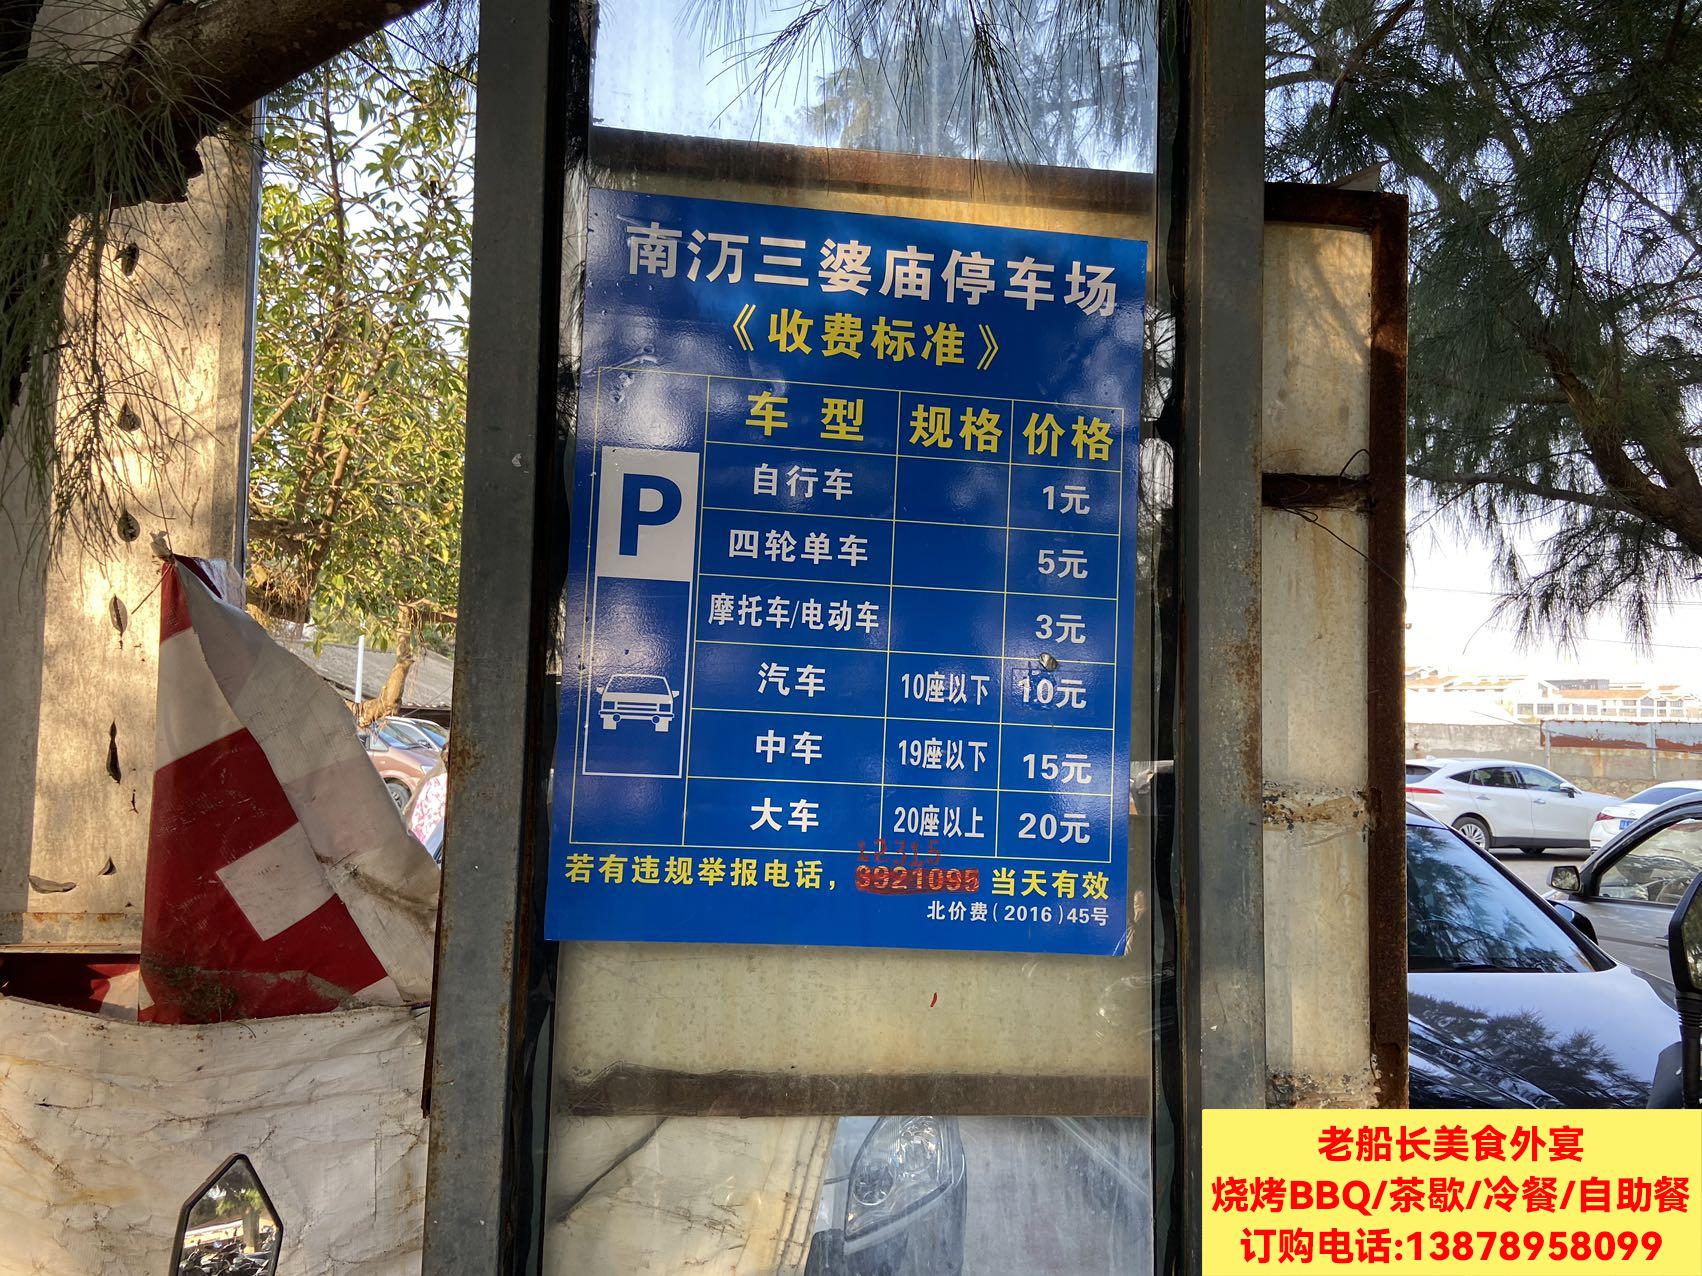 南沥三婆庙停车场
《收费标准》
车 型 规格 价格
P
自行车 1元
四轮单车 5元
摩托车/电动车 3元
汽车 10座以下 10元
中车 19座以下 15元
大车 20座以上 20元
12315
若有违规举报电话，8921095 当天有效
北价费(2016)45号
老船长美食外宴
烧烤BBQ/茶歇/冷餐/自助餐
订购电话:13878958099